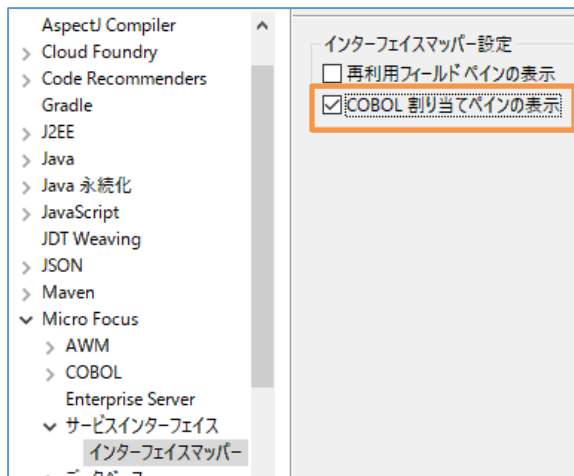 AspectJ Compiler
Cloud Foundry
Code Recommenders
Gradle
J2EE
Java
Java 永続化
JavaScript
JDT Weaving
JSON
Maven
Micro Focus
AWM
COBOL
Enterprise Server
サービスインターフェイス
インターフェイスマッパー
インターフェイスマッパー設定
再利用フィールド ペインの表示
COBOL 割り当てペインの表示